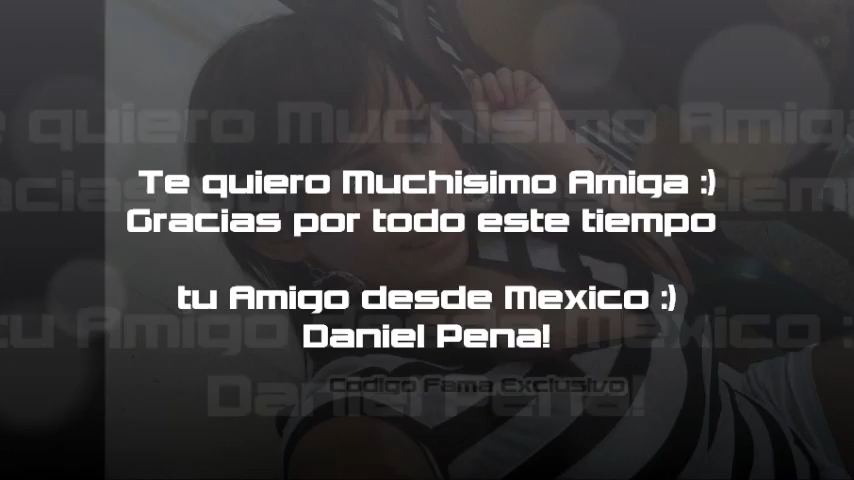 Te quiero Muchisimo Amiga :)
Gracias por todo este tiempo
tu Amigo desde Mexico :)
Daniel Pena!
Codigo Fama Exclusivo